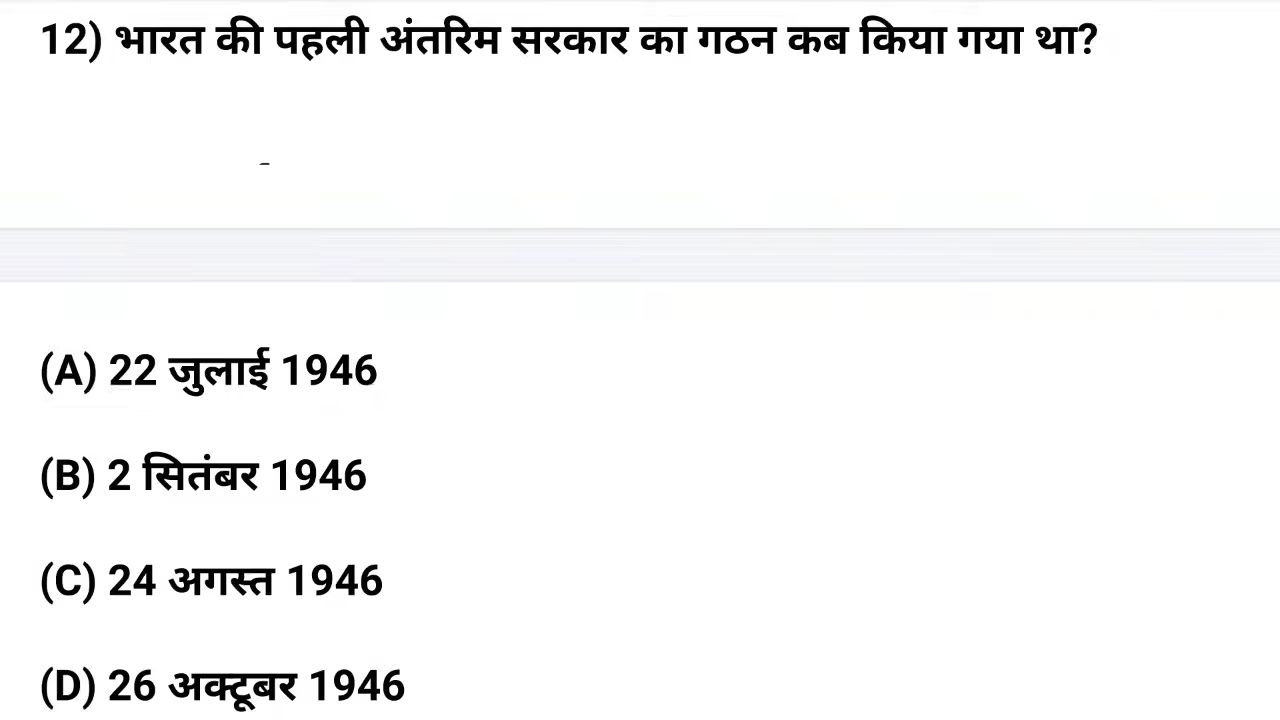 12) भारत की पहली अंतरिम सरकार का गठन कब किया गया था?
(A) 22 जुलाई 1946
(B) 2 सितंबर 1946
(C) 24 अगस्त 1946
(D) 26 अक्टूबर 1946